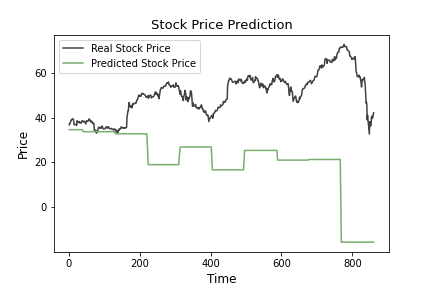 Stock Price Prediction
Real Stock Price
Predicted Stock Price
60
40
20
0
Price
0 200 400 600 800
Time